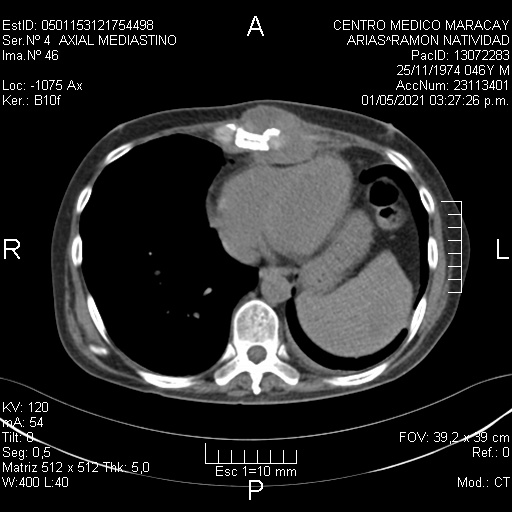 EstID: 0501153121754498
Ser.Nº 4 AXIAL MEDIASTINO
Ima.Nº 46
Loc: -1075 Ax
Ker.: B10f
A
CENTRO MEDICO MARACAY
ARIAS^RAMON NATIVIDAD
PacID: 13072283
25/11/1974 046Y M
AccNum: 23113401
01/05/2021 03:27:26 p.m.
R
L
KV: 120
mA: 54
Tilt: 0
Seg: 0,5
Matriz 512 x 512 Thk: 5,0
W:400 L:40
Esc 1=10 mm
P
FOV: 39,2 x 39 cm
Ref.: 0
Mod.: CT